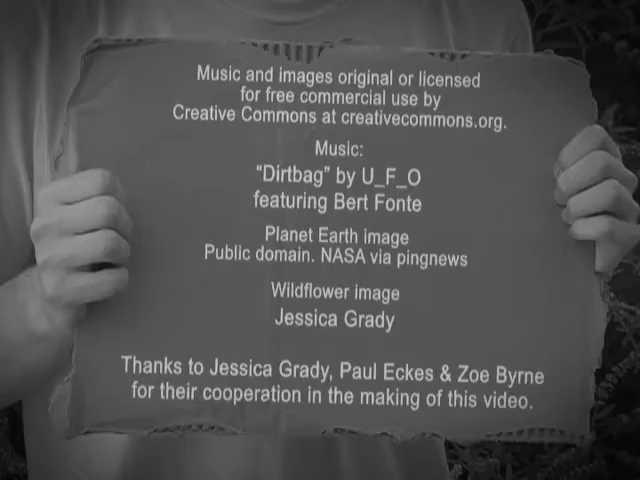 Music and images original or licensed
for free commercial use by
Creative Commons at creativecommons.org.
Music:
“Dirtbag” by U_F_O
featuring Bert Fonte
Planet Earth image
Public domain. NASA via pingnews
Wildflower image
Jessica Grady
Thanks to Jessica Grady, Paul Eckes & Zoe Byrne
for their cooperation in the making of this video.